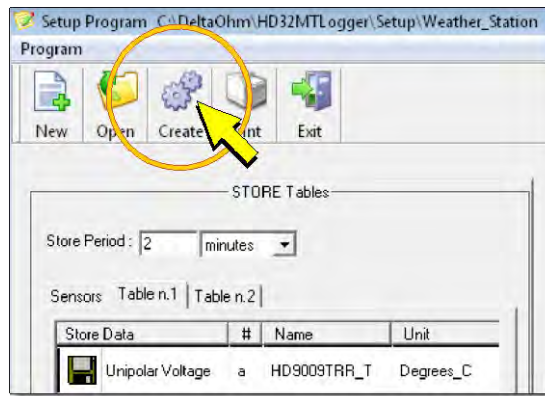 Setup Program C:\DeltaOhm\HD32MTLogger\Setup\Weather_Station
Program
New Open Create Print Exit
STORE Tables
Store Period : 2 minutes
Sensors Table n.1 Table n.2
Store Data # Name Unit
Unipolar Voltage a HD9009TRR_T Degrees_C